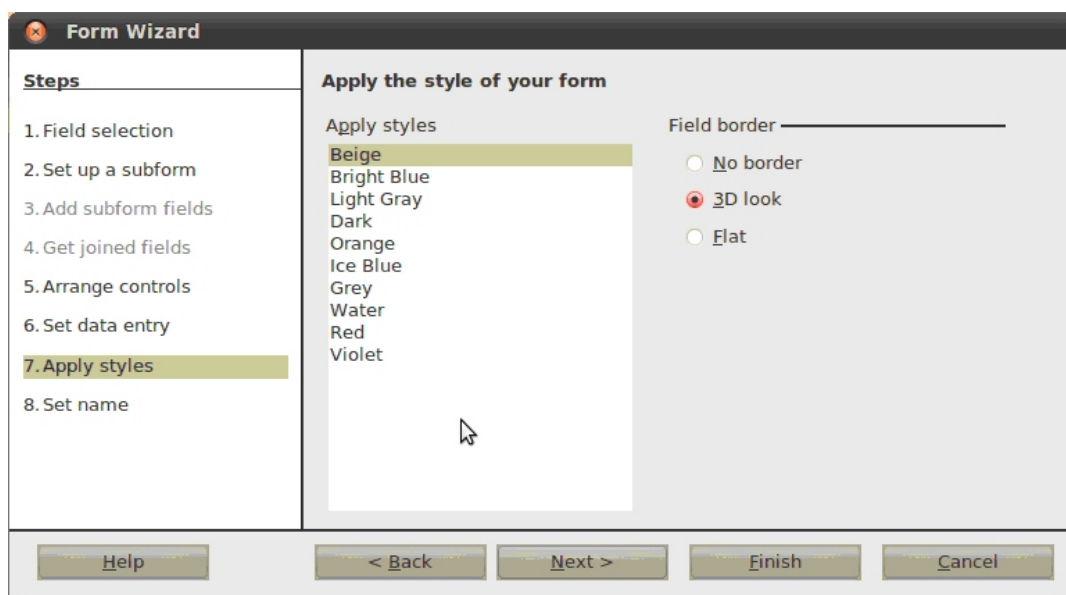 Form Wizard
Steps
1. Field selection
2. Set up a subform
3. Add subform fields
4. Get joined fields
5. Arrange controls
6. Set data entry
7. Apply styles
8. Set name
Apply the style of your form
Apply styles
Beige
Bright Blue
Light Gray
Dark
Orange
Ice Blue
Grey
Water
Red
Violet
Field border
No border
3D look
Flat
Help
< Back
Next >
Finish
Cancel